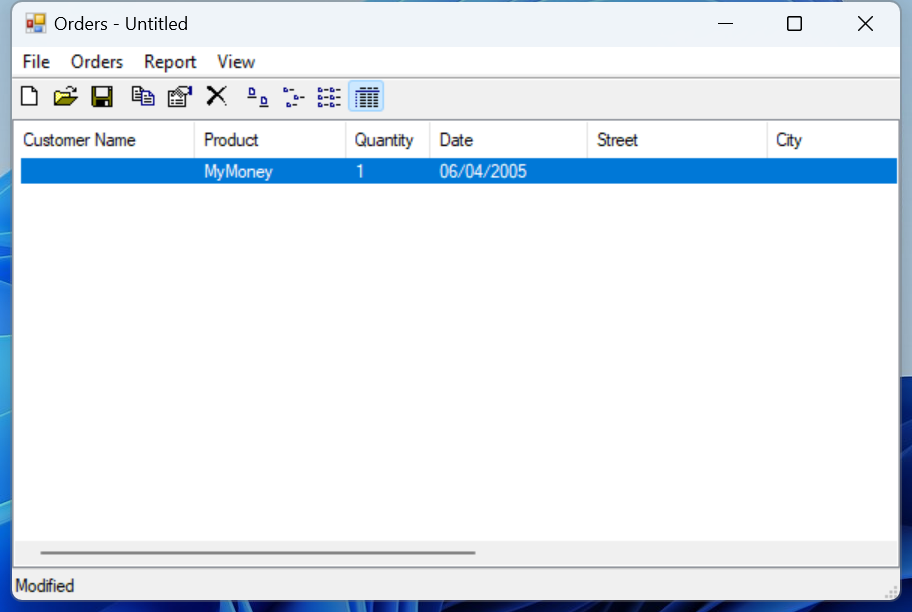 Orders - Untitled
File Orders Report View
Customer Name Product Quantity Date Street City
MyMoney 1 06/04/2005
Modified